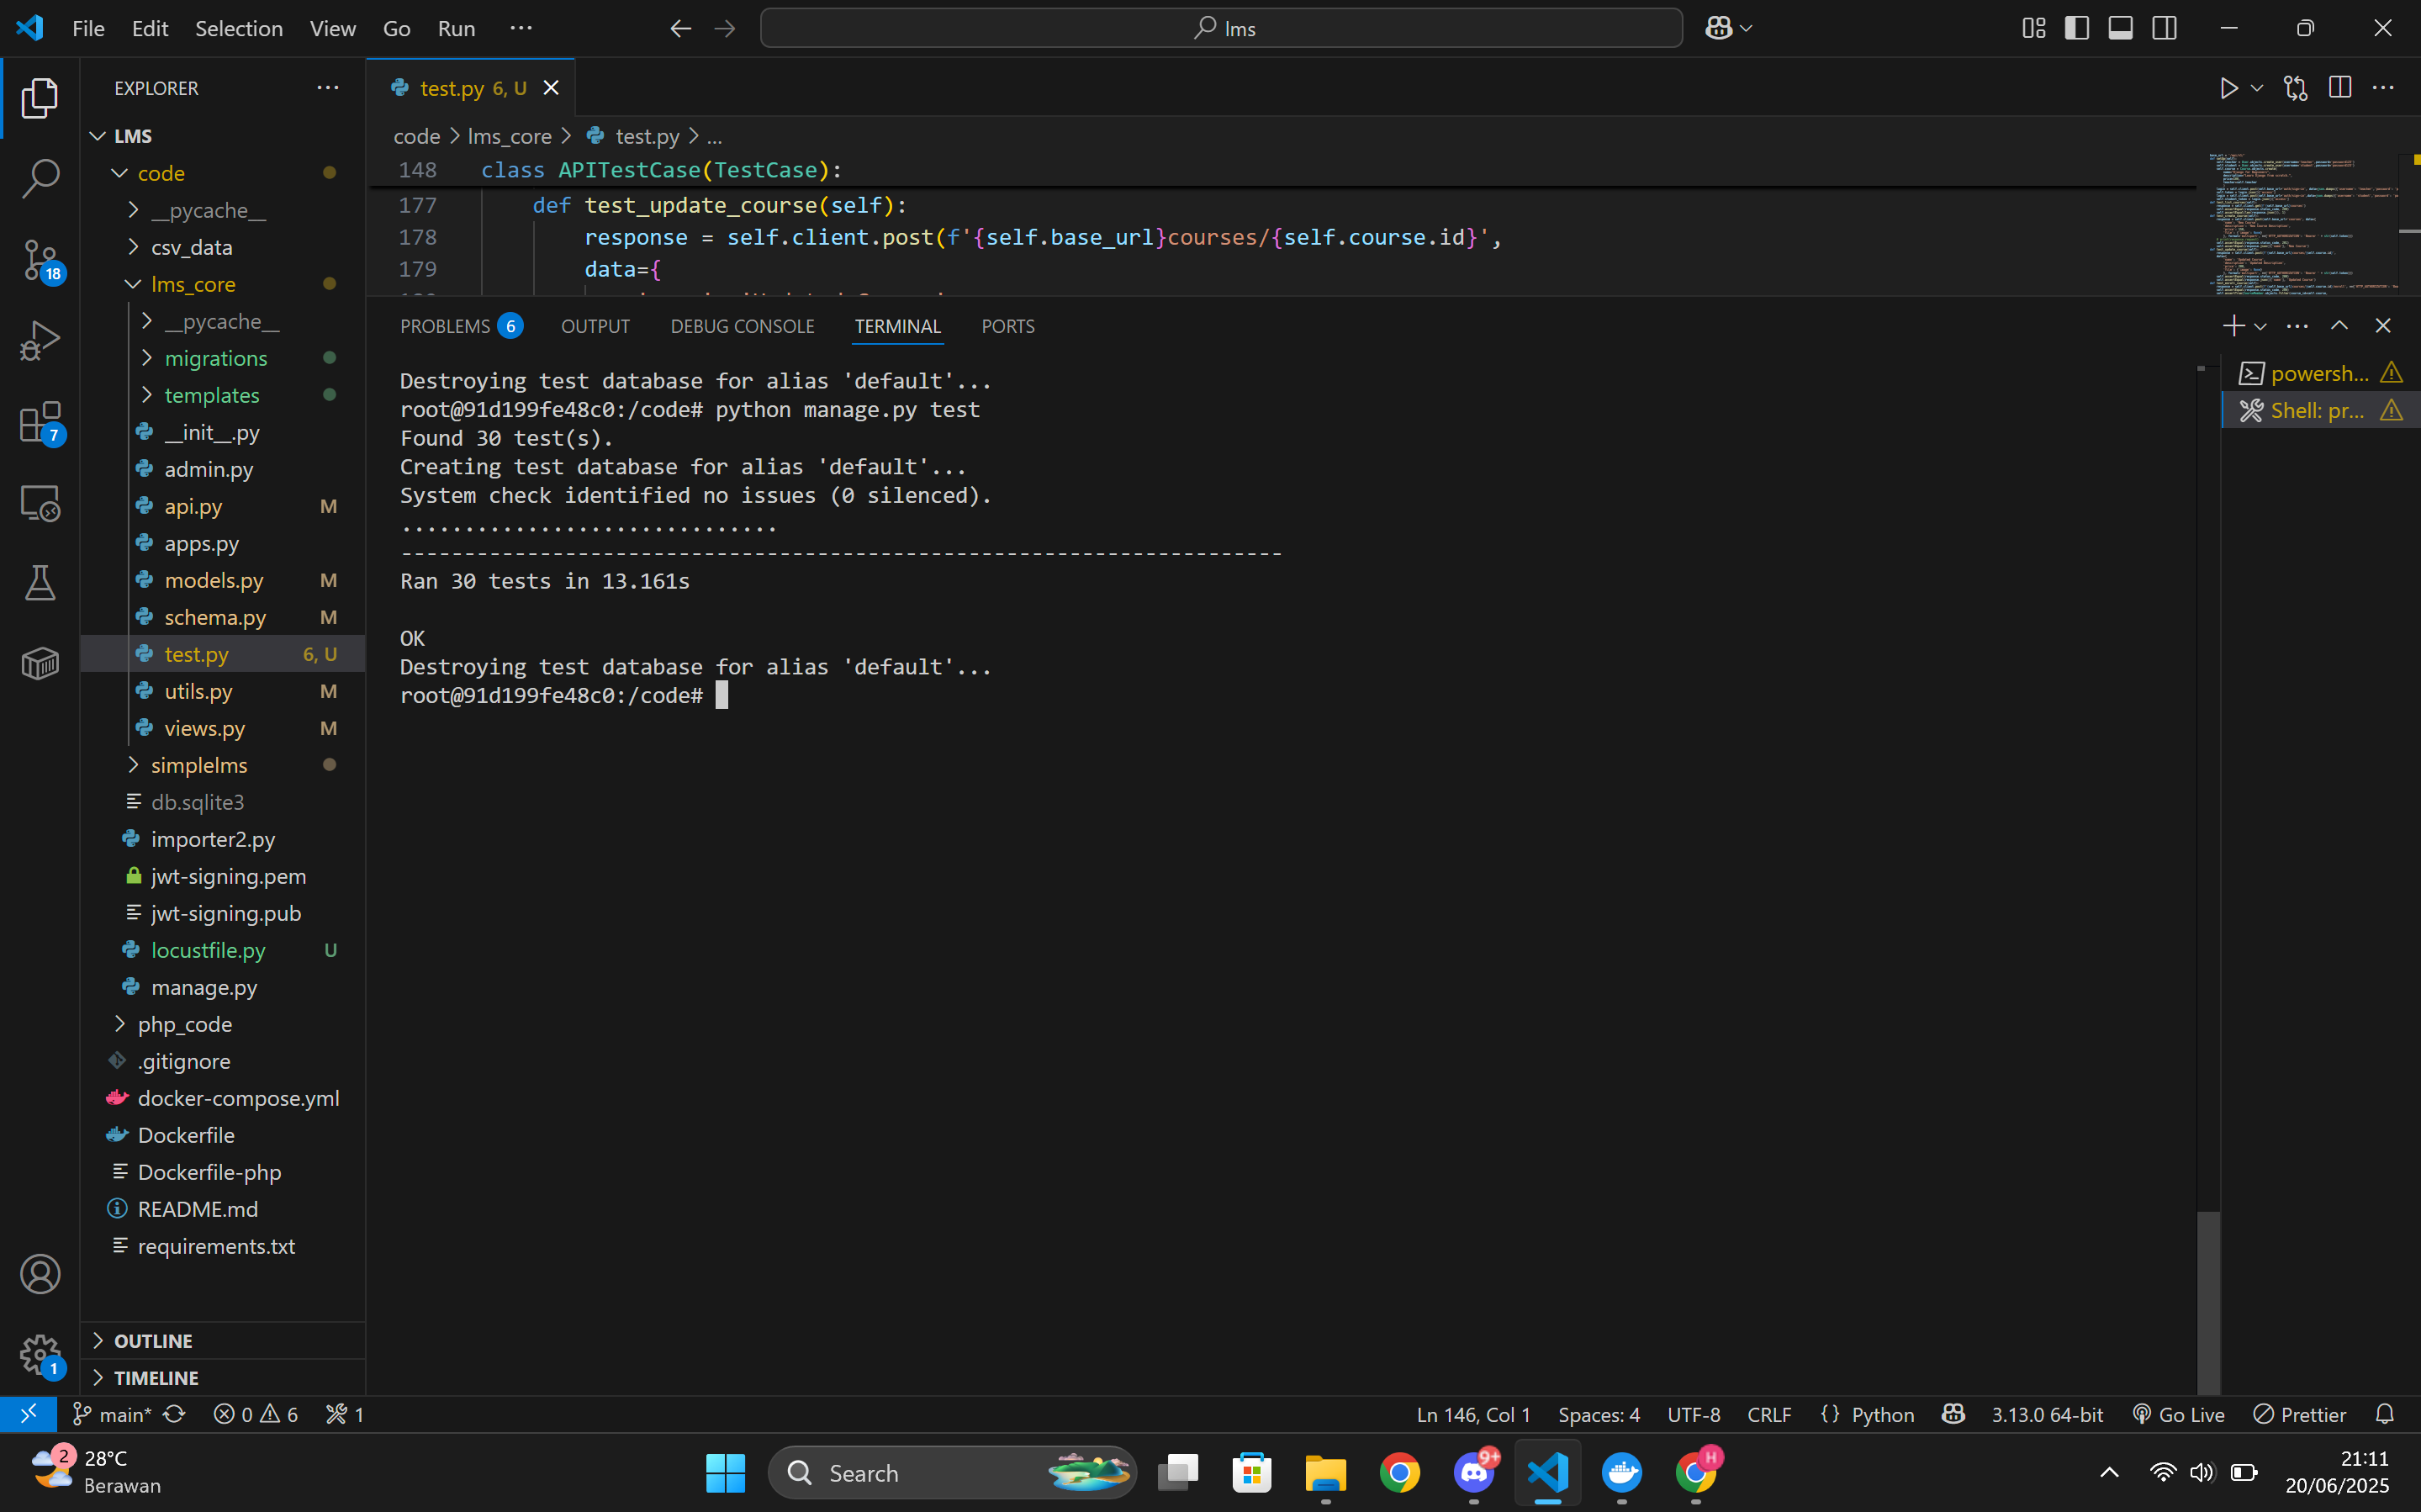 File Edit Selection View Go Run ···
lms
EXPLORER
test.py 6, U
LMS
code > lms_core > test.py > ...
code
__pycache__
csv_data
lms_core
__pycache__
migrations
templates
__init__.py
admin.py
api.py M
apps.py
models.py M
schema.py M
test.py 6, U
utils.py M
views.py M
simplelms
db.sqlite3
importer2.py
jwt-signing.pem
jwt-signing.pub
locustfile.py U
manage.py
php_code
.gitignore
docker-compose.yml
Dockerfile
Dockerfile-php
README.md
requirements.txt
OUTLINE
TIMELINE
18
7
1
148 class APITestCase(TestCase):
177 def test_update_course(self):
178 response = self.client.post(f'{self.base_url}courses/{self.course.id}',
179 data={
PROBLEMS 6 OUTPUT DEBUG CONSOLE TERMINAL PORTS
Destroying test database for alias 'default'...
root@91d199fe48c0:/code# python manage.py test
Found 30 test(s).
Creating test database for alias 'default'...
System check identified no issues (0 silenced).
..............................
----------------------------------------------------------------------
Ran 30 tests in 13.161s
OK
Destroying test database for alias 'default'...
root@91d199fe48c0:/code#
powersh...
Shell: pr...
main* 0 6 1
Ln 146, Col 1 Spaces: 4 UTF-8 CRLF {} Python 3.13.0 64-bit Go Live Prettier
2
28°C
Berawan
Search
9+
H
21:11
20/06/2025